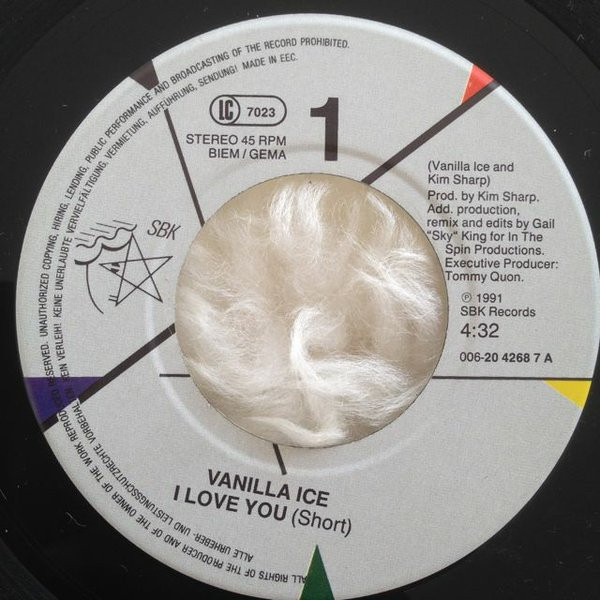 ALL RIGHTS OF THE PRODUCER AND OF THE OWNER OF THE WORK REPRODUCED RESERVED. UNAUTHORIZED COPYING, HIRING, LENDING, PUBLIC PERFORMANCE AND BROADCASTING OF THE RECORD PROHIBITED.
ALLE URHEBER- UND LEISTUNGSSCHUTZRECHTE VORBEHALTEN. KEIN VERLEIH! KEINE UNERLAUBTE VERVIELFÄLTIGUNG, VERMIETUNG, AUFFÜHRUNG, SENDUNG! MADE IN EEC.
LC 7023
1
STEREO 45 RPM
BIEM / GEMA
SBK
(Vanilla Ice and
Kim Sharp)
Prod. by Kim Sharp.
Add. production,
remix and edits by Gail
"Sky" King for In The
Spin Productions.
Executive Producer:
Tommy Quon.
℗ 1991
SBK Records
4:32
006-20 4268 7 A
VANILLA ICE
I LOVE YOU (Short)